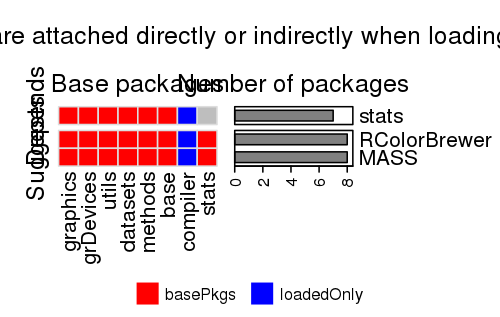 are attached directly or indirectly when loading
Base packages
Number of packages
stats
RColorBrewer
MASS
Suggests
graphics
grDevices
utils
datasets
methods
base
compiler
stats
0
2
4
6
8
basePkgs
loadedOnly